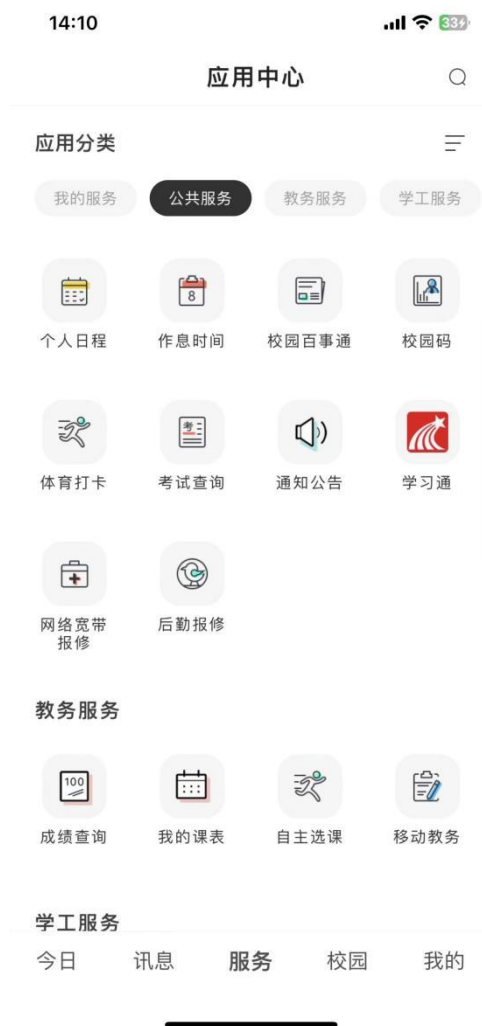 14:10
33
应用中心
应用分类
我的服务 公共服务 教务服务 学工服务
8
个人日程 作息时间 校园百事通 校园码
考
体育打卡 考试查询 通知公告 学习通
网络宽带 后勤报修
报修
教务服务
100
成绩查询 我的课表 自主选课 移动教务
学工服务
今日 讯息 服务 校园 我的